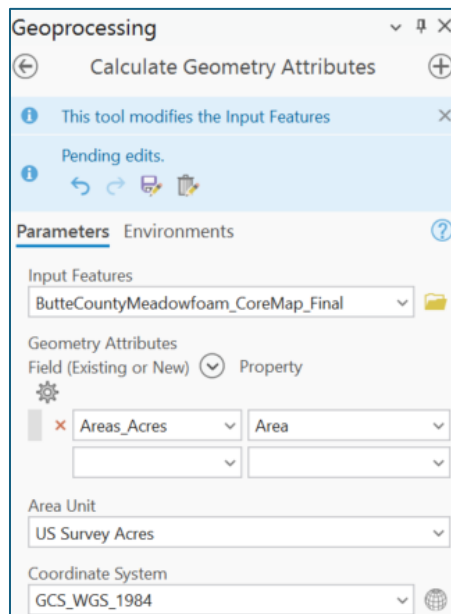 Geoprocessing
Calculate Geometry Attributes
This tool modifies the Input Features
Pending edits.
Parameters Environments
Input Features
ButteCountyMeadowfoam_CoreMap_Final
Geometry Attributes
Field (Existing or New) Property
Areas_Acres Area
Area Unit
US Survey Acres
Coordinate System
GCS_WGS_1984